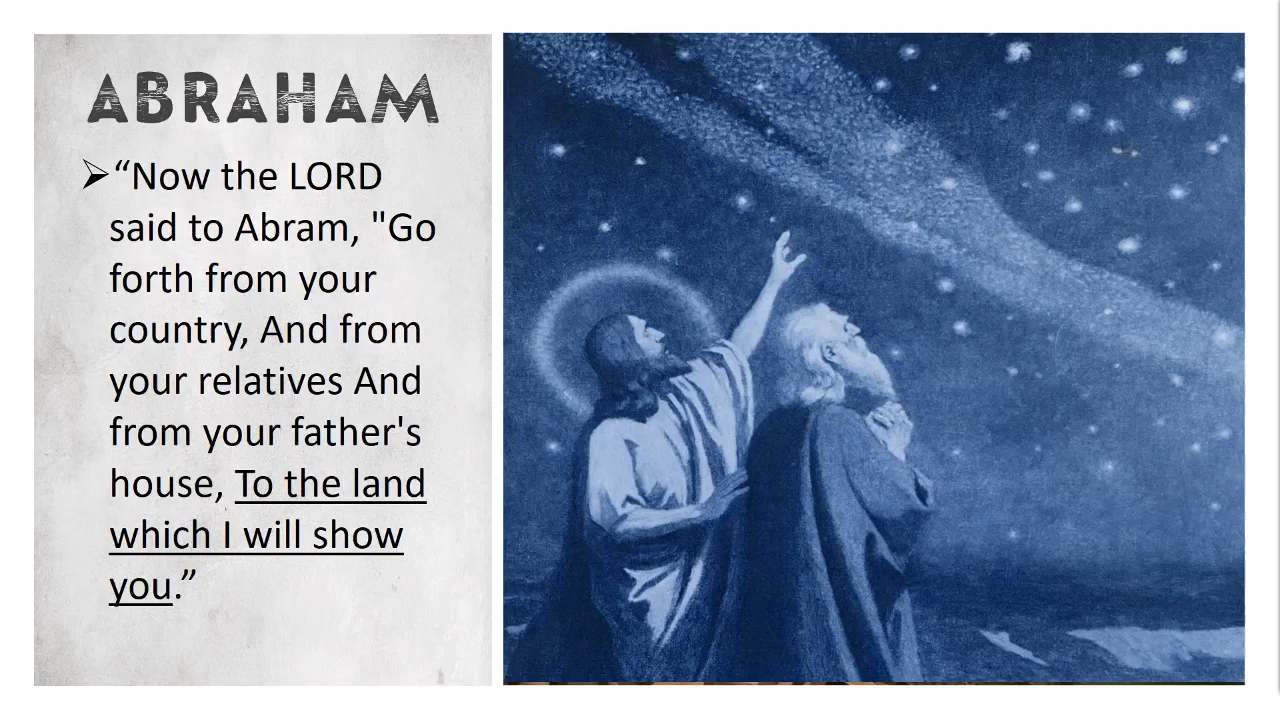 ABRAHAM
➢“Now the LORD
said to Abram, "Go
forth from your
country, And from
your relatives And
from your father's
house, To the land
which I will show
you.”